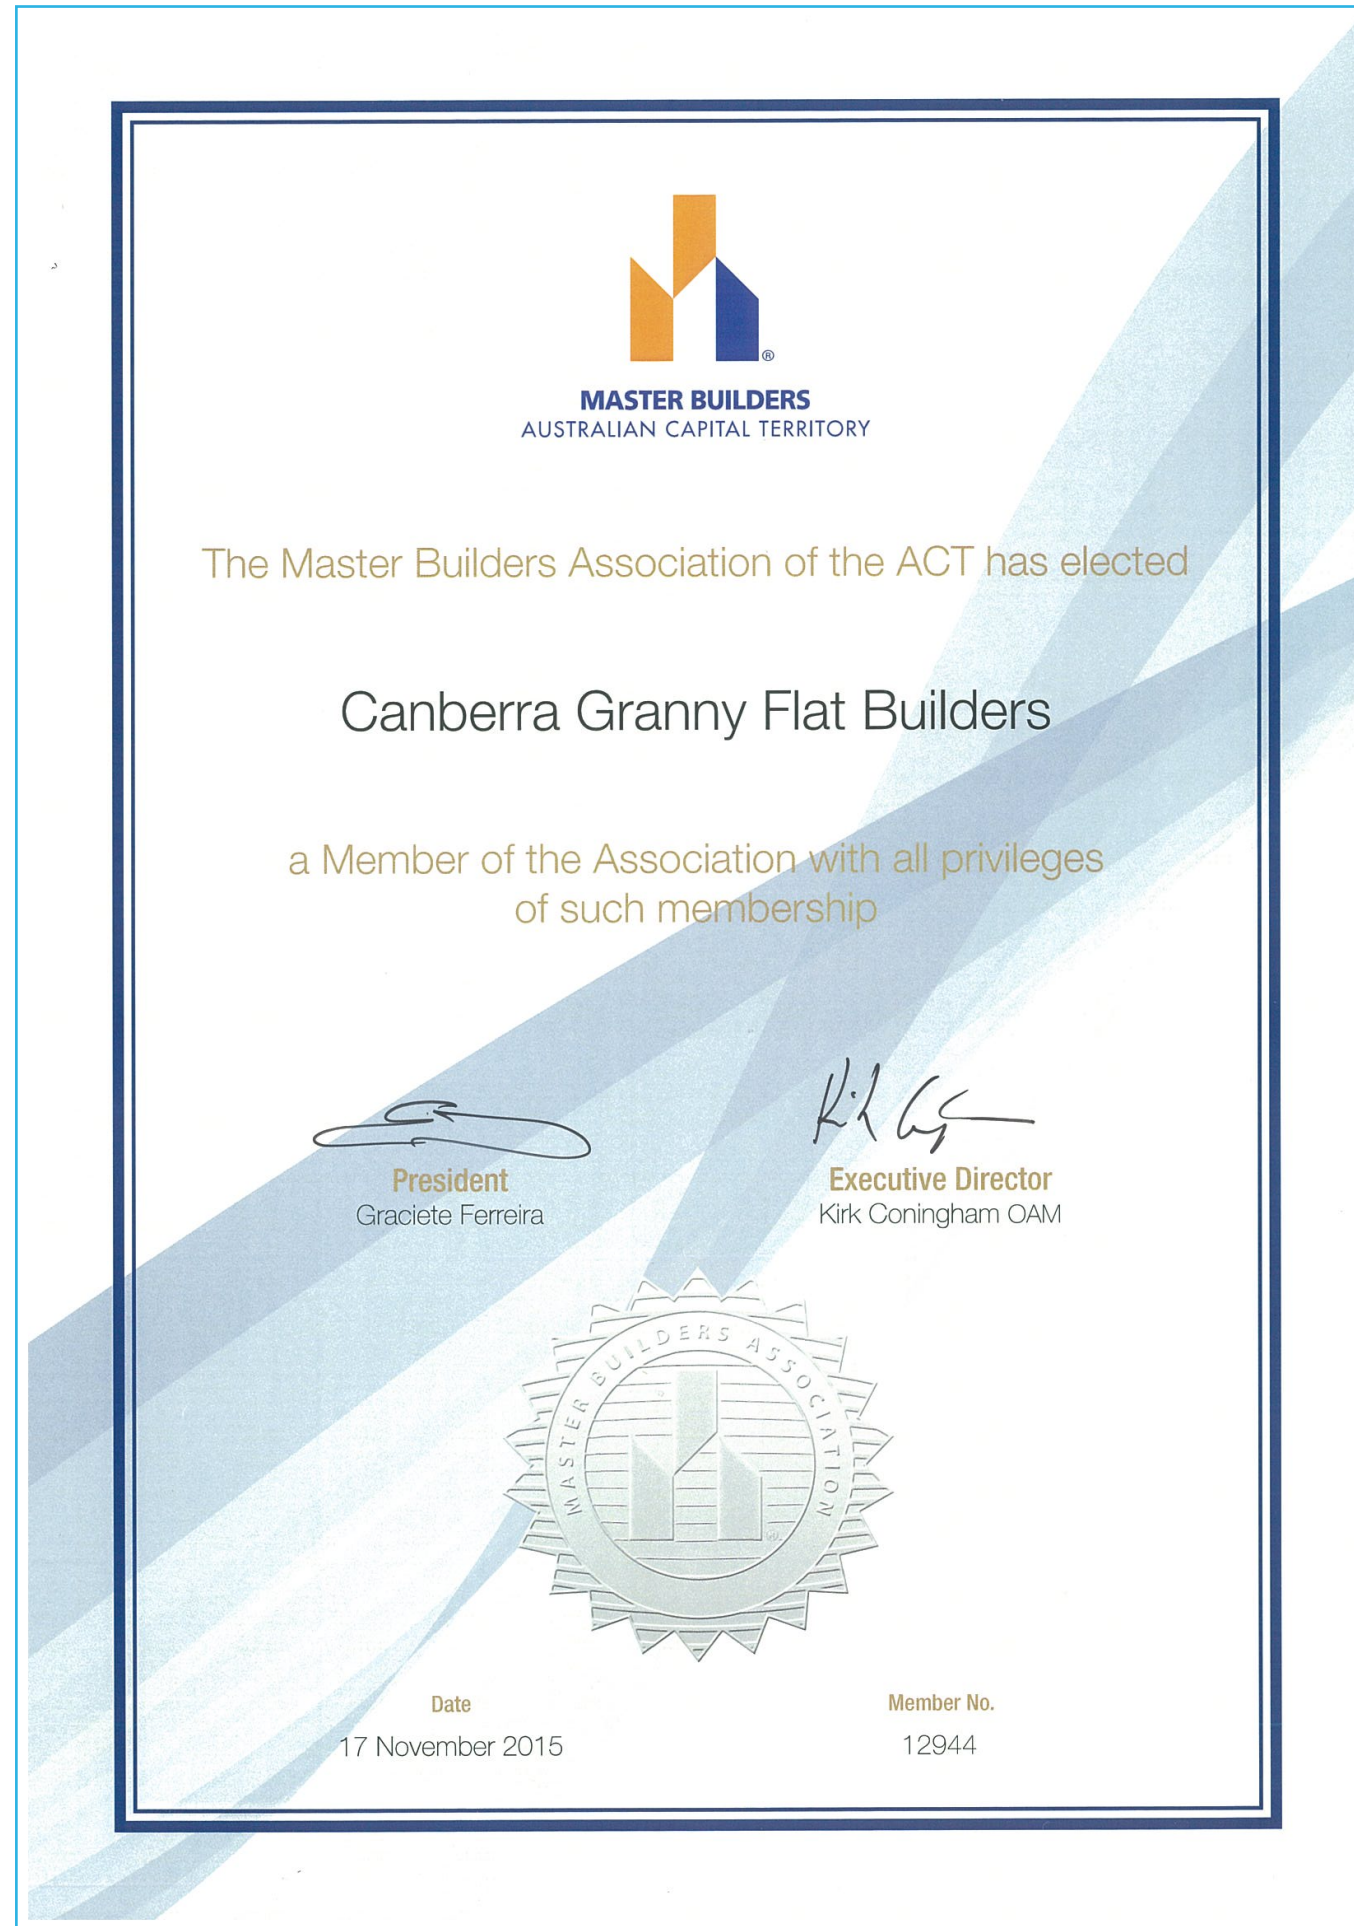 ®
MASTER BUILDERS
AUSTRALIAN CAPITAL TERRITORY
The Master Builders Association of the ACT has elected
Canberra Granny Flat Builders
a Member of the Association with all privileges
of such membership
President
Graciete Ferreira
Executive Director
Kirk Coningham OAM
MASTER BUILDERS ASSOCIATION
Date
17 November 2015
Member No.
12944